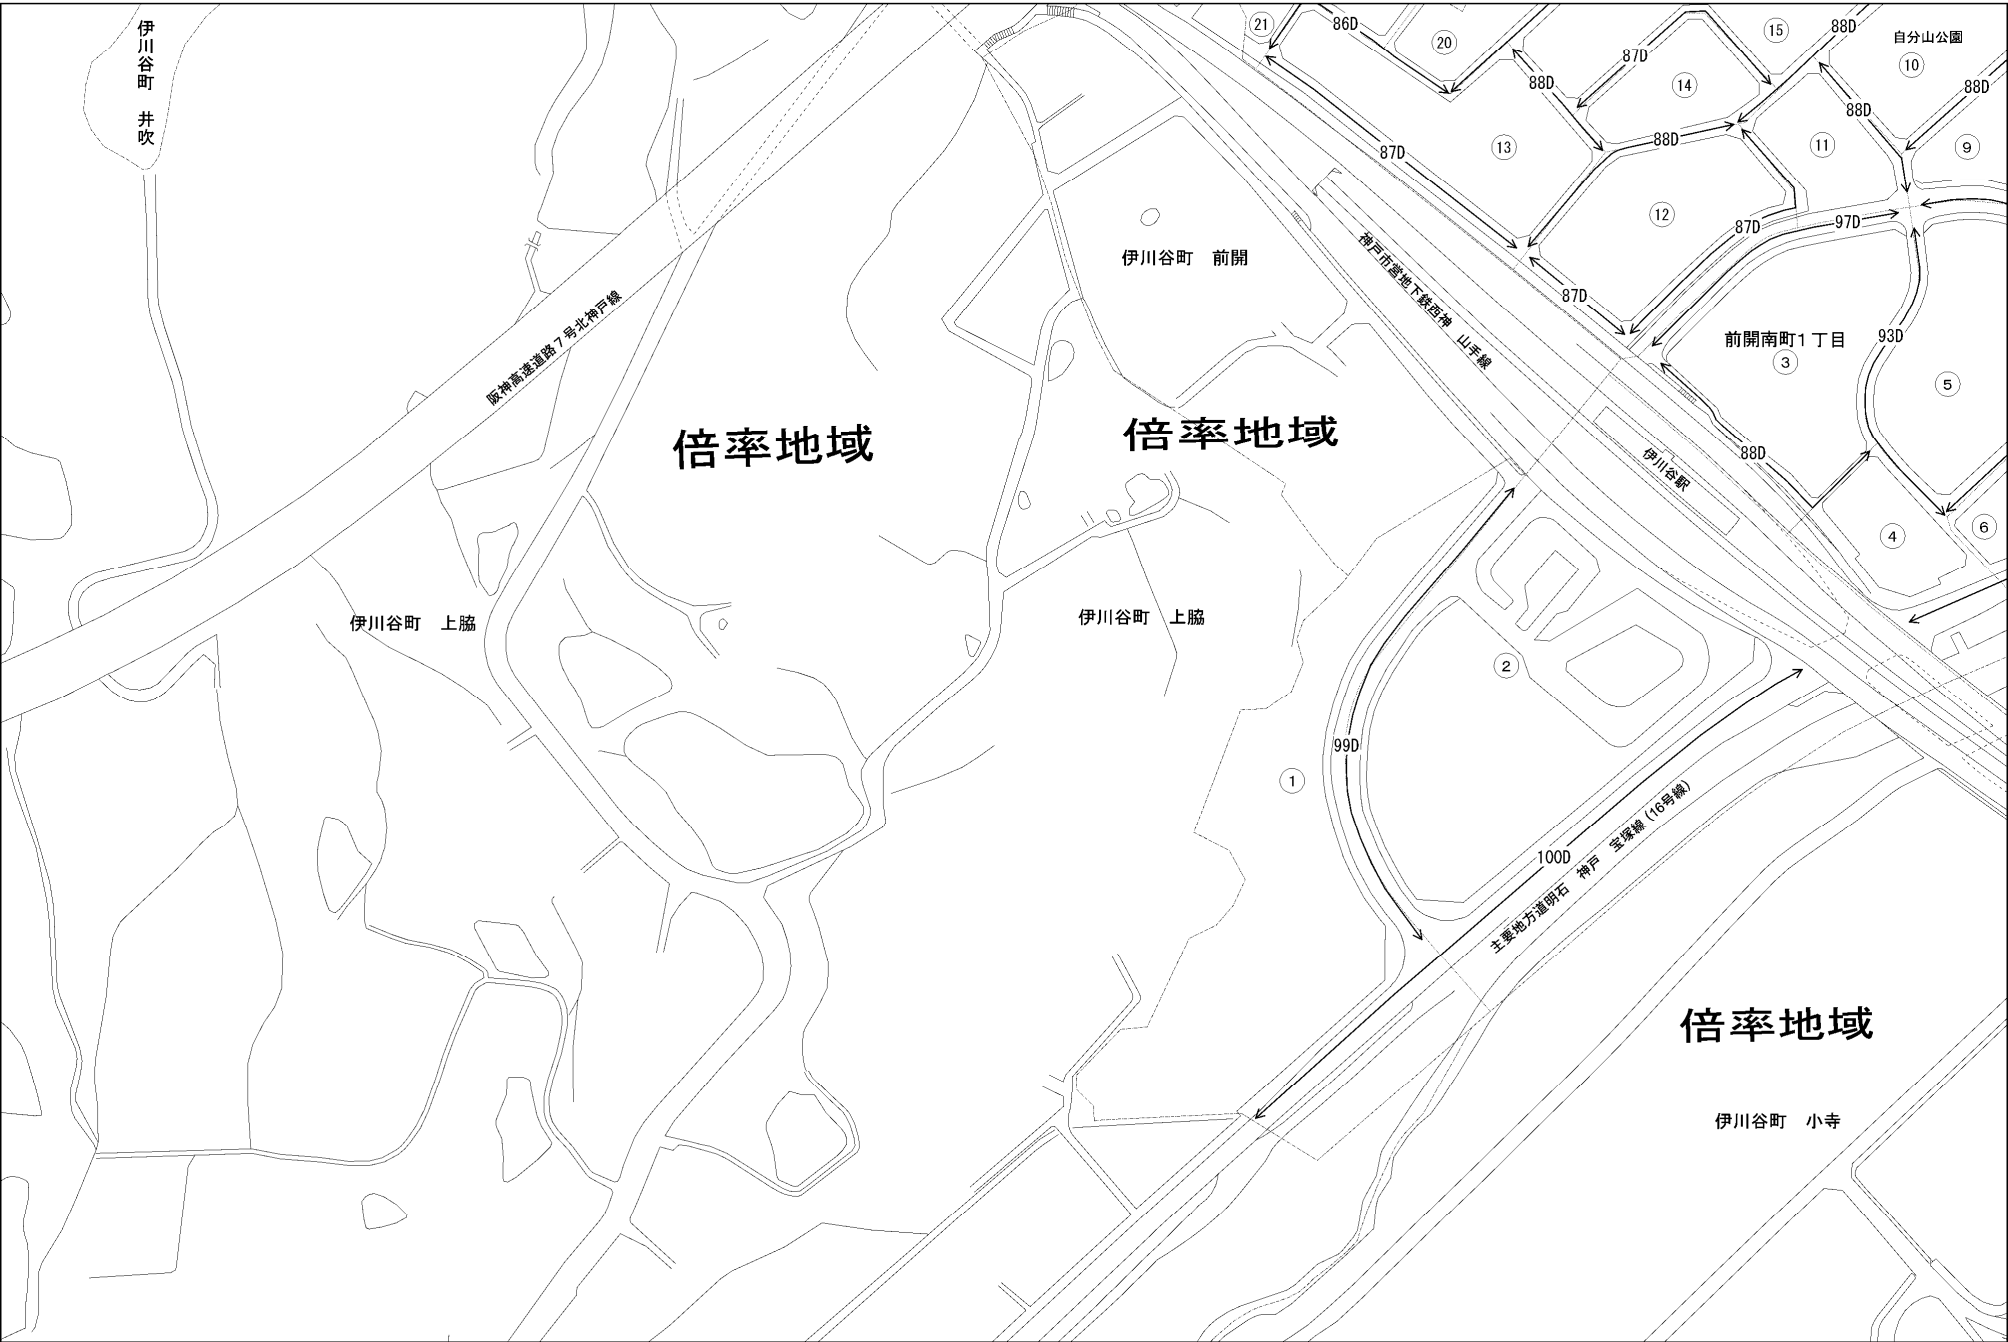 伊川谷町　井吹
21
86D
20
87D
15
88D
自分山公園
10
14
88D
88D
88D
13
87D
88D
11
9
12
87D
97D
伊川谷町　前開
神戸市営地下鉄西神　山手線
87D
阪神高速道路７号北神戸線
前開南町1丁目
3
93D
5
倍率地域
倍率地域
88D
伊川谷駅
4
6
伊川谷町　上脇
伊川谷町　上脇
2
99D
1
100D
主要地方道明石　神戸　宝塚線(16号線)
倍率地域
伊川谷町　小寺